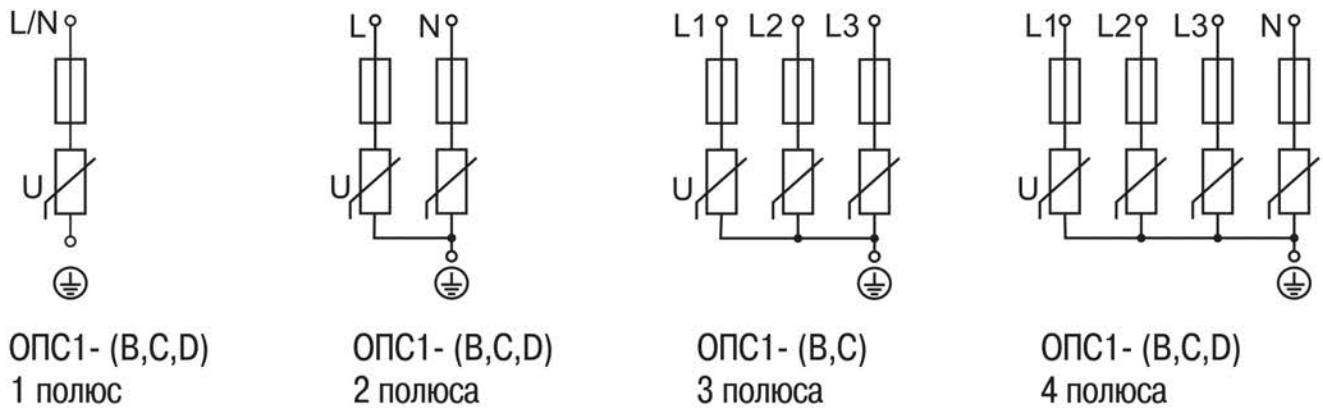 L/N
L N
L1 L2 L3
L1 L2 L3 N
U
U
U
U
ОПС1- (В,С,D)
1 полюс
ОПС1- (В,С,D)
2 полюса
ОПС1- (В,С)
3 полюса
ОПС1- (В,С,D)
4 полюса